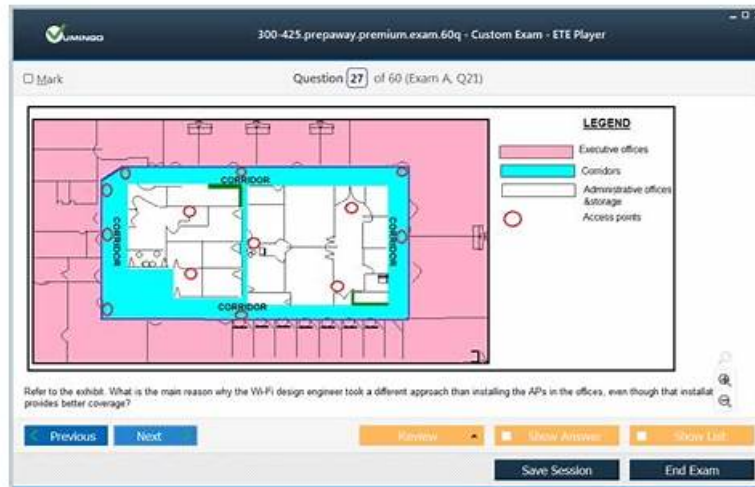 VUMINGO
300-425.prepaway.premium.exam.60q - Custom Exam - ETE Player
Mark
Question 27 of 60 (Exam A, Q21)
LEGEND
Executive offices
Corridors
Administrative offices
&storage
Access points
CORRIDOR
CORRIDOR
CORRIDOR
CORRIDOR
Refer to the exhibit. What is the main reason why the Wi-Fi design engineer took a different approach than installing the APs in the offices, even though that installat
provides better coverage?
Previous
Next
Review
Show Answer
Show List
Save Session
End Exam